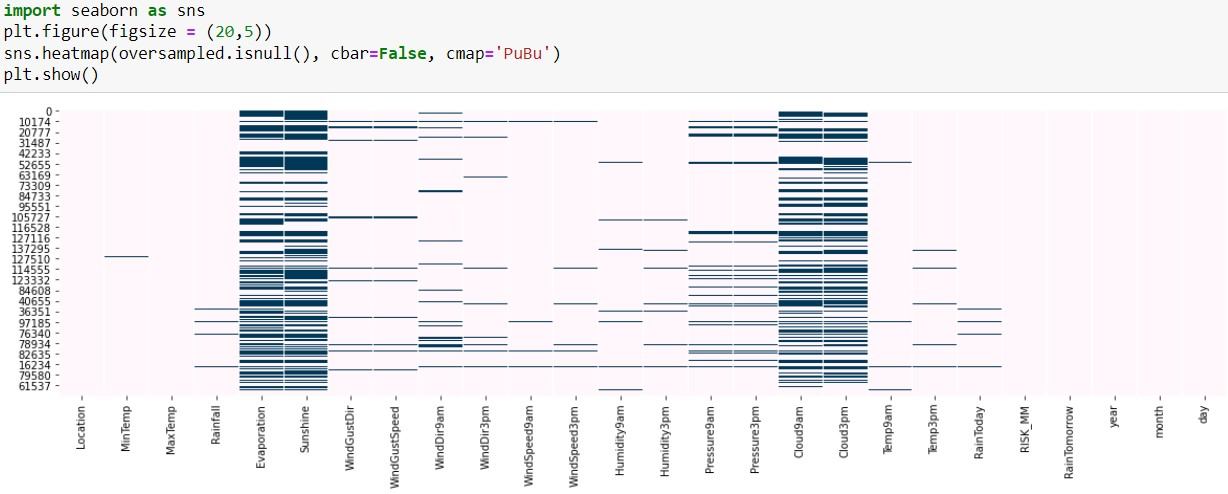 import seaborn as sns
plt.figure(figsize = (20,5))
sns.heatmap(oversampled.isnull(), cbar=False, cmap='PuBu')
plt.show()
0
10174
20777
31487
42233
52655
63169
73309
84733
95551
105727
116528
127116
137295
127510
114555
123332
84608
40655
36351
97185
76340
78934
82635
16234
79580
61537
Location
MinTemp
MaxTemp
Rainfall
Evaporation
Sunshine
WindGustDir
WindGustSpeed
WindDir9am
WindDir3pm
WindSpeed9am
WindSpeed3pm
Humidity9am
Humidity3pm
Pressure9am
Pressure3pm
Cloud9am
Cloud3pm
Temp9am
Temp3pm
RainToday
RISK_MM
RainTomorrow
year
month
day